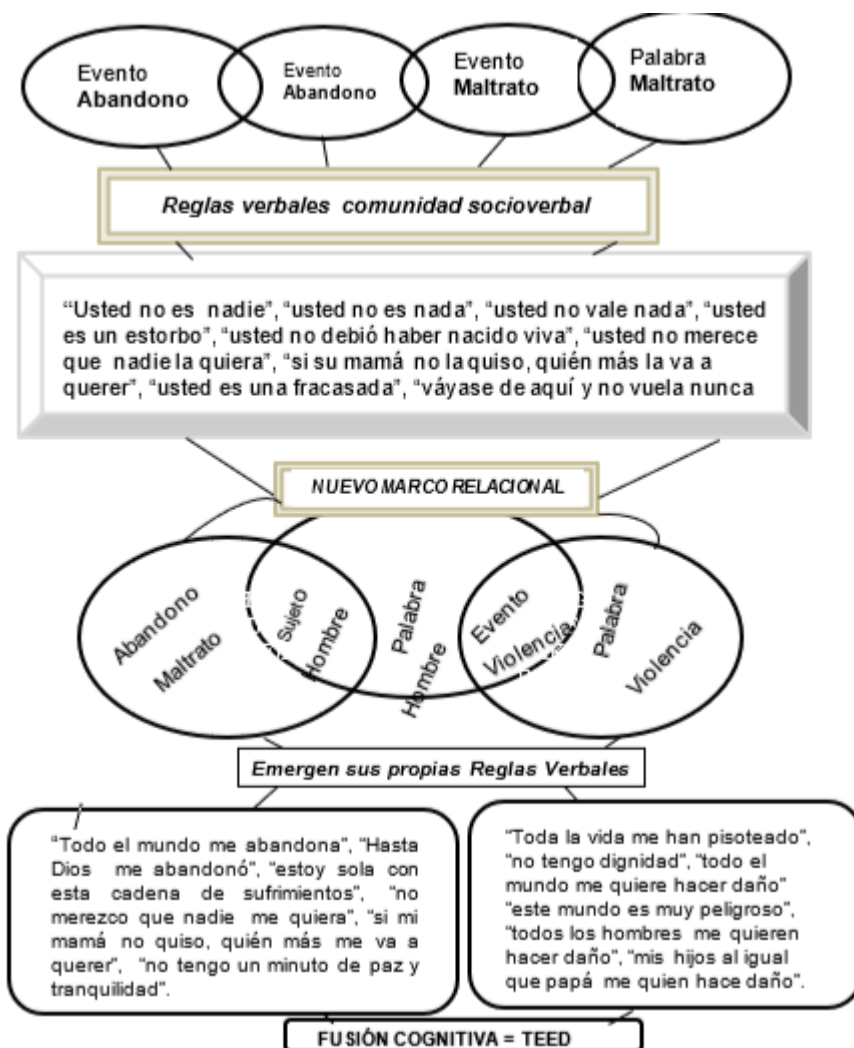 Evento
Abandono
Evento
Abandono
Evento
Maltrato
Palabra
Maltrato
Reglas verbales comunidad socioverbal
“Usted no es nadie”, “usted no es nada”, “usted no vale nada”, “usted
es un estorbo”, “usted no debió haber nacido viva”, “usted no merece
que nadie la quiera”, “si su mamá no la quiso, quién más la va a
querer”, “usted es una fracasada”, “váyase de aquí y no vuela nunca
NUEVO MARCO RELACIONAL
Abandono
Maltrato
Sujeto
Hombre
Palabra
Hombre
Evento
Violencia
Palabra
Violencia
Emergen sus propias Reglas Verbales
“Todo el mundo me abandona”, “Hasta
Dios me abandonó”, “estoy sola con
esta cadena de sufrimientos”, “no
merezco que nadie me quiera”, “si mi
mamá no quiso, quién más me va a
querer”, “no tengo un minuto de paz y
tranquilidad”.
“Toda la vida me han pisoteado”,
“no tengo dignidad”, “todo el
mundo me quiere hacer daño”
“este mundo es muy peligroso”,
“todos los hombres me quieren
hacer daño”, “mis hijos al igual
que papá me quien hace daño”.
FUSIÓN COGNITIVA = TEED